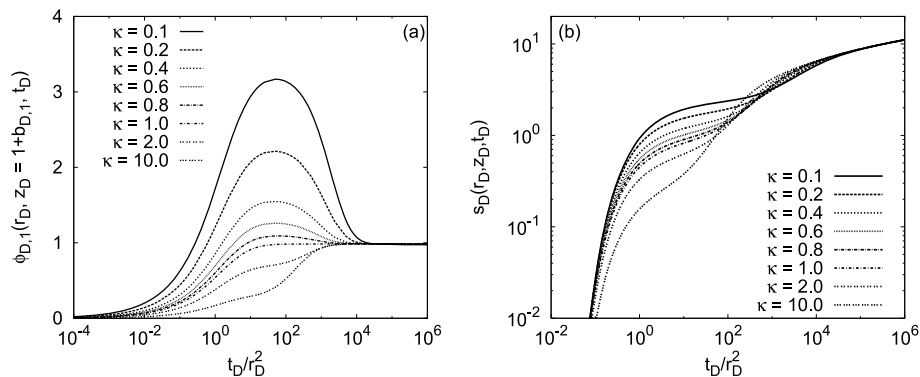 (a)
ϕ_{D,1}(r_D, z_D = 1+b_{D,1}, t_D)
4
3
2
1
0
κ = 0.1
κ = 0.2
κ = 0.4
κ = 0.6
κ = 0.8
κ = 1.0
κ = 2.0
κ = 10.0
10^{-4} 10^{-2} 10^0 10^2 10^4 10^6
t_D/r_D^2
(b)
s_D(r_D,z_D,t_D)
10^1
10^0
10^{-1}
10^{-2}
κ = 0.1
κ = 0.2
κ = 0.4
κ = 0.6
κ = 0.8
κ = 1.0
κ = 2.0
κ = 10.0
10^{-2} 10^0 10^2 10^4 10^6
t_D/r_D^2